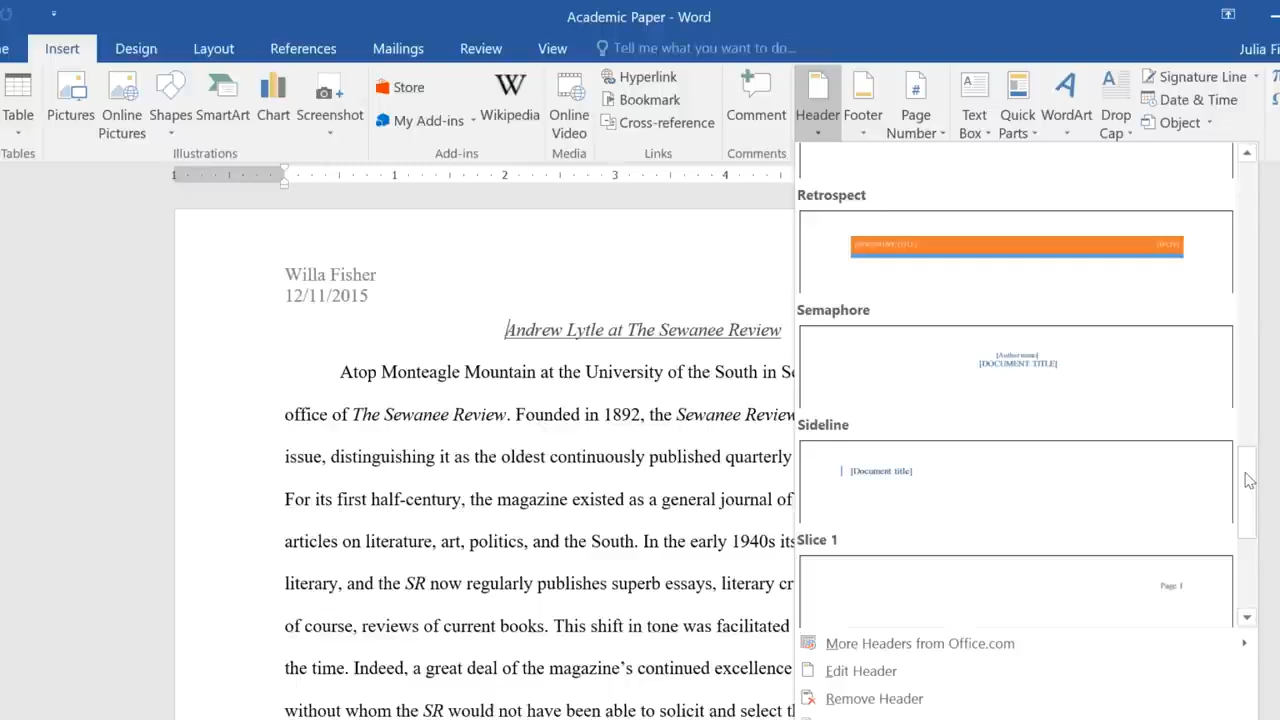 Academic Paper - Word
Insert Design Layout References Mailings Review View Tell me what you want to do...
Table
Tables
Pictures
Online Pictures
Shapes
SmartArt
Chart
Screenshot
Illustrations
Store
My Add-ins
Wikipedia
Add-ins
Online Video
Media
Hyperlink
Bookmark
Cross-reference
Links
Comment
Comments
Header
Footer
Page Number
Text Box
Quick Parts
WordArt
Drop Cap
Signature Line
Date & Time
Object
1 1 2 3 4
Willa Fisher
12/11/2015
Andrew Lytle at The Sewanee Review
Atop Monteagle Mountain at the University of the South in
office of The Sewanee Review. Founded in 1892, the Sewanee Review
issue, distinguishing it as the oldest continuously published quarterly
For its first half-century, the magazine existed as a general journal of
articles on literature, art, politics, and the South. In the early 1940s its
literary, and the SR now regularly publishes superb essays, literary
of course, reviews of current books. This shift in tone was facilitated
the time. Indeed, a great deal of the magazine's continued excellence
without whom the SR would not have been able to solicit and select
Retrospect
Semaphore
[Author name]
[DOCUMENT TITLE]
Sideline
[Document title]
Slice 1
Page 1
More Headers from Office.com
Edit Header
Remove Header